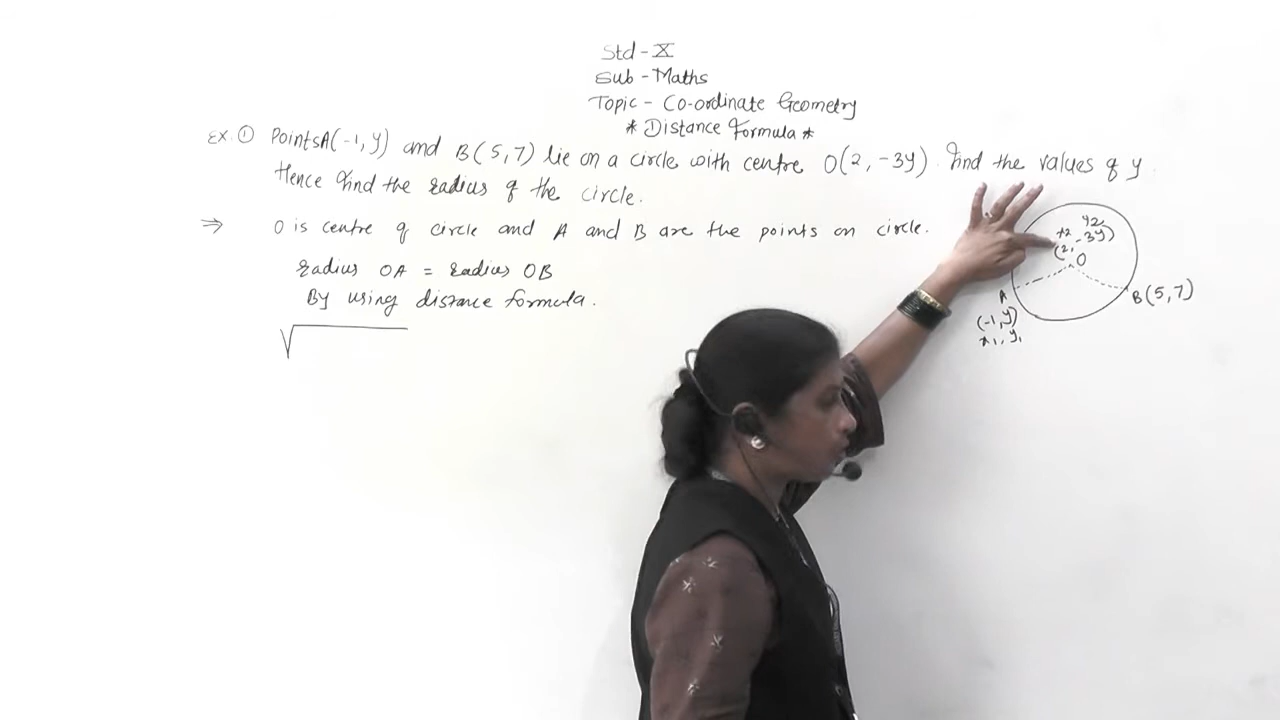 Std - X
Sub - Maths
Topic - Co-ordinate Geometry
* Distance Formula *
Ex. ① Points A(-1, y) and B(5, 7) lie on a circle with centre O(2, -3y). Find the values of y.
Hence find the radius of the circle.
⇒ O is centre of circle and A and B are the points on circle.
radius OA = radius OB
By using distance formula.
√
x2 y2
(2, -3y)
O
A
B(5, 7)
(-1, y)
x1, y1